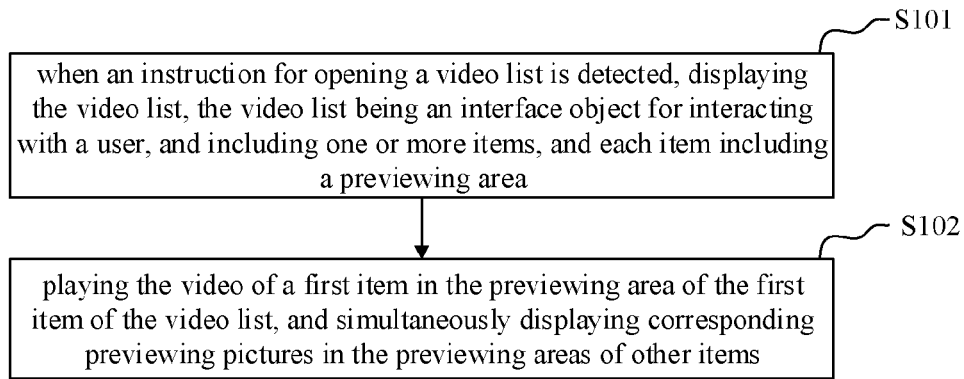 S101
when an instruction for opening a video list is detected, displaying
the video list, the video list being an interface object for interacting
with a user, and including one or more items, and each item including
a previewing area
S102
playing the video of a first item in the previewing area of the first
item of the video list, and simultaneously displaying corresponding
previewing pictures in the previewing areas of other items